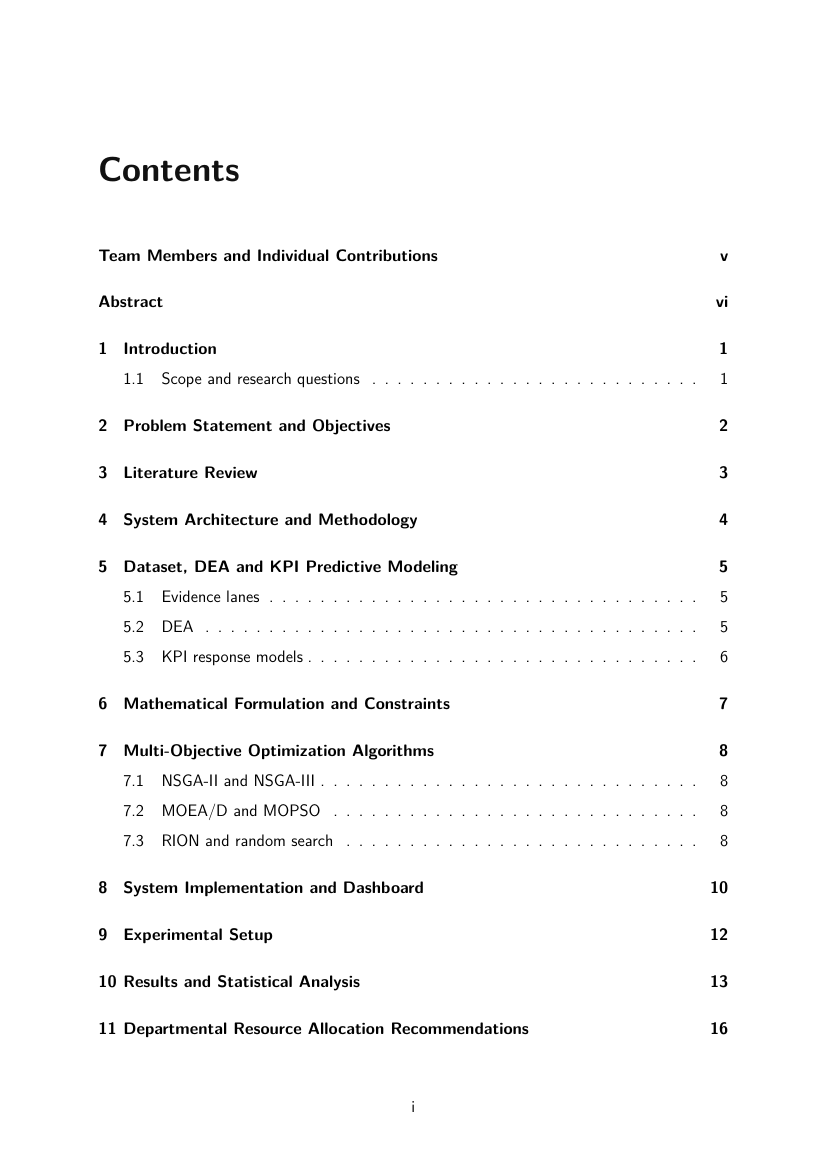 Contents
Team Members and Individual Contributions v
Abstract vi
1 Introduction 1
1.1 Scope and research questions . . . . . . . . . . . . . . . . . . . . . . . . . . 1
2 Problem Statement and Objectives 2
3 Literature Review 3
4 System Architecture and Methodology 4
5 Dataset, DEA and KPI Predictive Modeling 5
5.1 Evidence lanes . . . . . . . . . . . . . . . . . . . . . . . . . . . . . . . . . . 5
5.2 DEA . . . . . . . . . . . . . . . . . . . . . . . . . . . . . . . . . . . . . . . 5
5.3 KPI response models . . . . . . . . . . . . . . . . . . . . . . . . . . . . . . . 6
6 Mathematical Formulation and Constraints 7
7 Multi-Objective Optimization Algorithms 8
7.1 NSGA-II and NSGA-III . . . . . . . . . . . . . . . . . . . . . . . . . . . . . . 8
7.2 MOEA/D and MOPSO . . . . . . . . . . . . . . . . . . . . . . . . . . . . . 8
7.3 RION and random search . . . . . . . . . . . . . . . . . . . . . . . . . . . . 8
8 System Implementation and Dashboard 10
9 Experimental Setup 12
10 Results and Statistical Analysis 13
11 Departmental Resource Allocation Recommendations 16
i